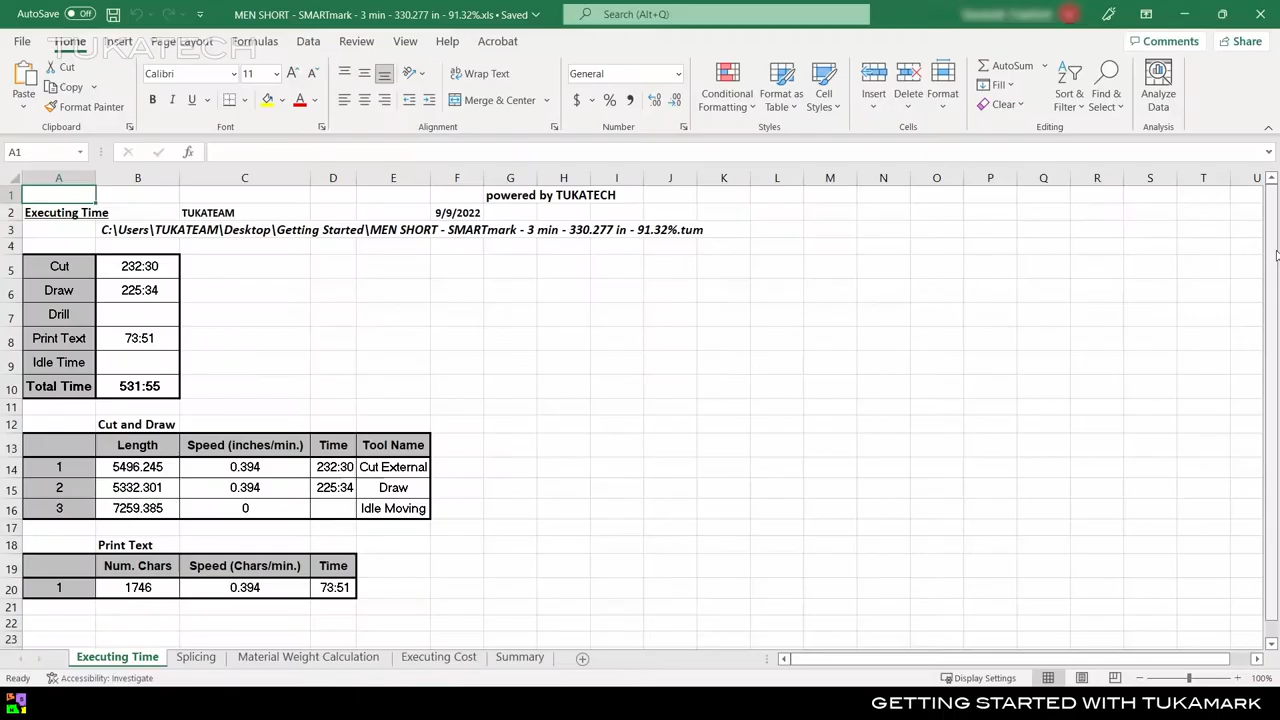 AutoSave Off MEN SHORT - SMARTmark - 3 min - 330.277 in - 91.32%.xls • Saved Search (Alt+Q)
TUKATECH
File Home Insert Page Layout Formulas Data Review View Help Acrobat Comments Share
Paste Cut Copy Format Painter Clipboard
Calibri 11 B I U A Font
Wrap Text Merge & Center Alignment
General $ % , Number
Conditional Formatting Format as Table Cell Styles Styles
Insert Delete Format Cells
AutoSum Fill Clear Sort & Filter Find & Select Editing
Analyze Data Analysis
A1 fx
A B C D E F G H I J K L M N O P Q R S T U
1 powered by TUKATECH
2 Executing Time TUKATEAM 9/9/2022
3 C:\Users\TUKATEAM\Desktop\Getting Started\MEN SHORT - SMARTmark - 3 min - 330.277 in - 91.32%.tum
4
5 Cut 232:30
6 Draw 225:34
7 Drill
8 Print Text 73:51
9 Idle Time
10 Total Time 531:55
11
12 Cut and Draw
13 Length Speed (inches/min.) Time Tool Name
14 1 5496.245 0.394 232:30 Cut External
15 2 5332.301 0.394 225:34 Draw
16 3 7259.385 0 Idle Moving
17
18 Print Text
19 Num. Chars Speed (Chars/min.) Time
20 1 1746 0.394 73:51
21
22
23
Executing Time Splicing Material Weight Calculation Executing Cost Summary
Ready Accessibility: Investigate Display Settings 100%
GETTING STARTED WITH TUKAMARK